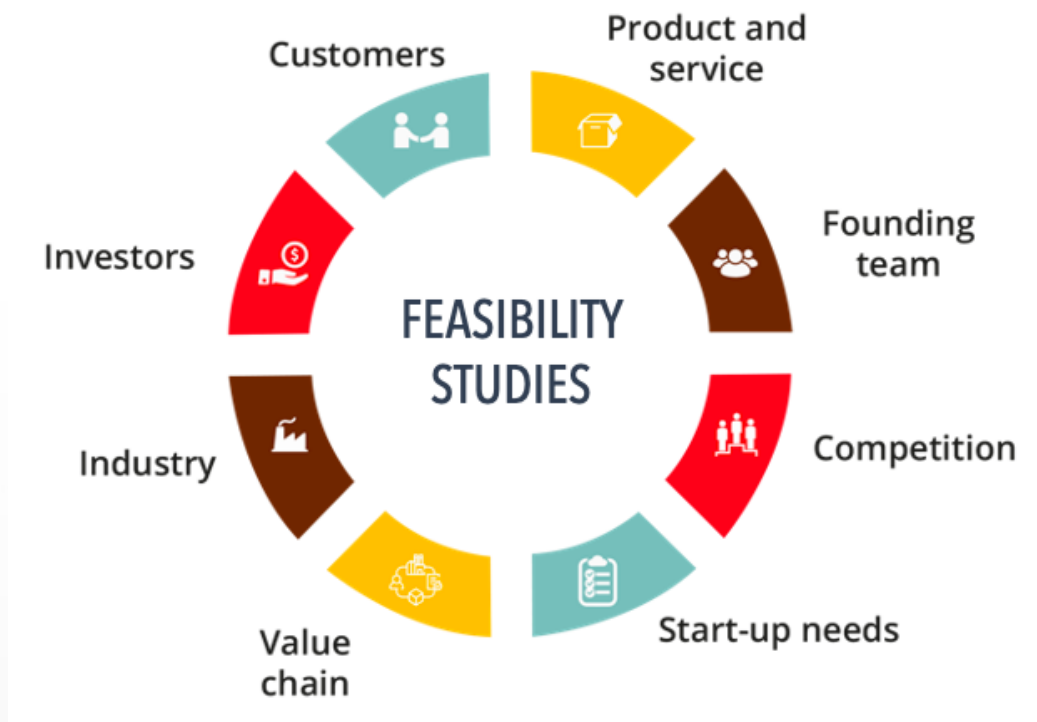 Customers
Product and
service
Investors
Founding
team
FEASIBILITY
STUDIES
Industry
Competition
Value
chain
Start-up needs
$